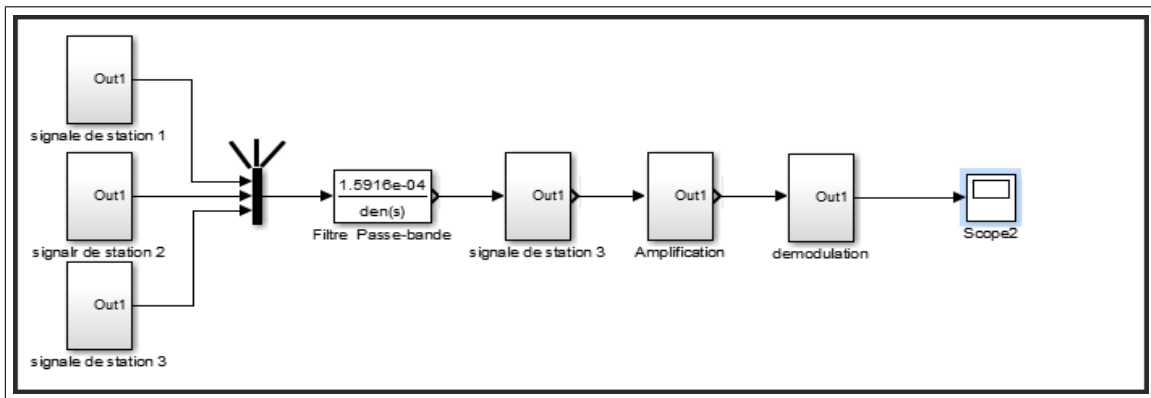 Out1
signale de station 1
Out1
signalr de station 2
Out1
signale de station 3
1.5916e-04
den(s)
Filtre Passe-bande
Out1
signale de station 3
Out1
Amplification
Out1
demodulation
Scope2